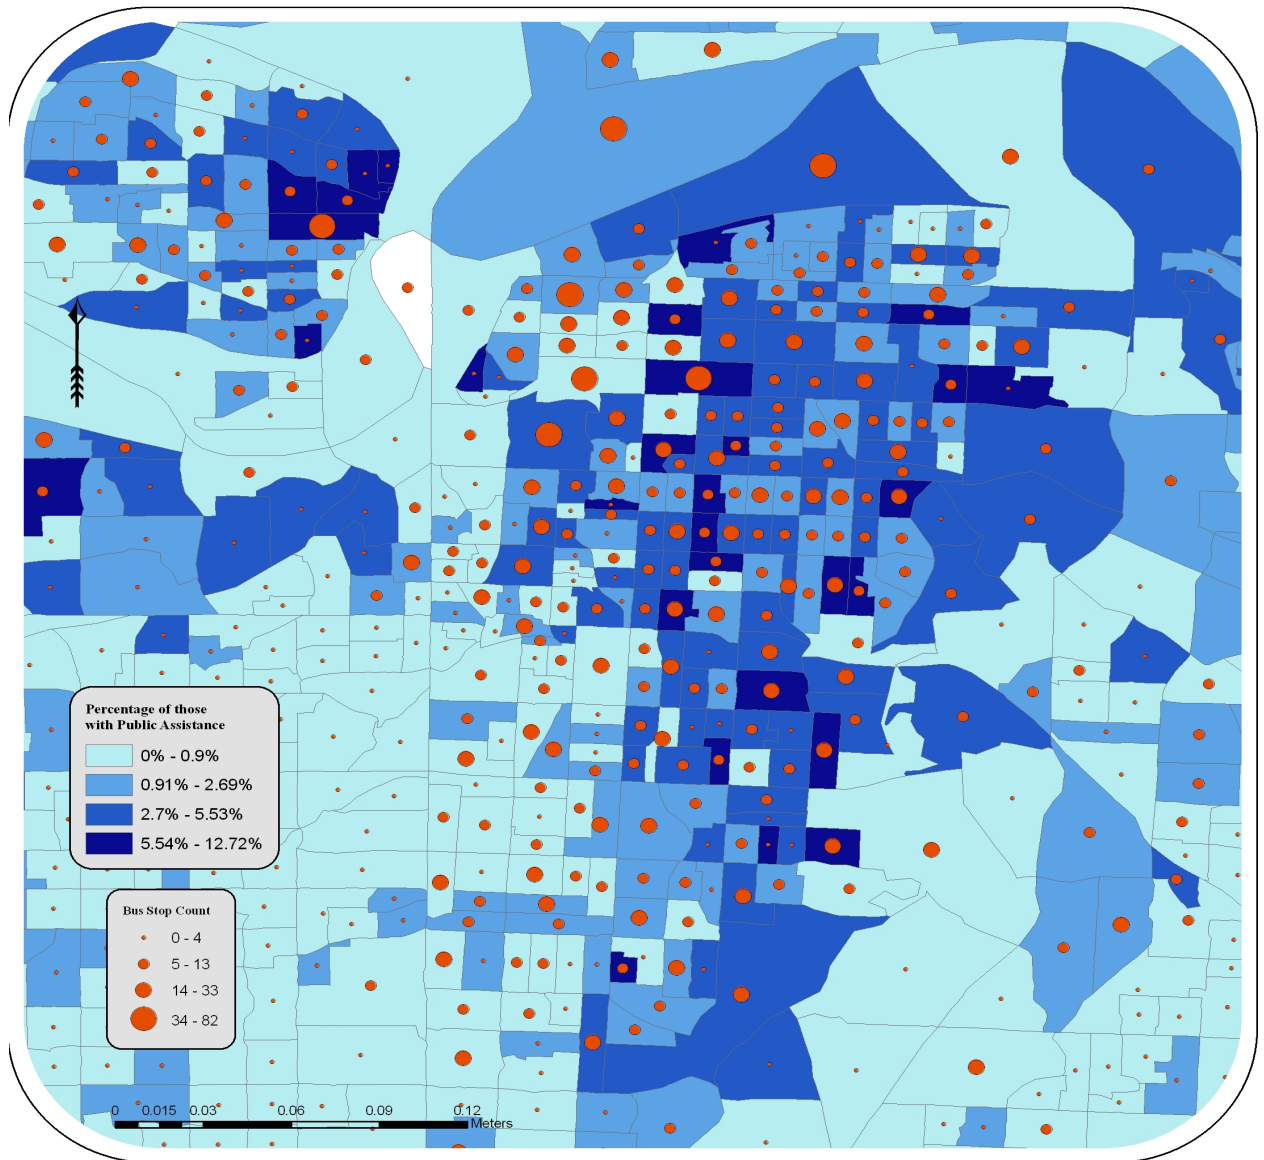 Percentage of those
with Public Assistance
0% - 0.9%
0.91% - 2.69%
2.7% - 5.53%
5.54% - 12.72%
Bus Stop Count
0 - 4
5 - 13
14 - 33
34 - 82
0 0.015 0.03 0.06 0.09 0.12
Meters